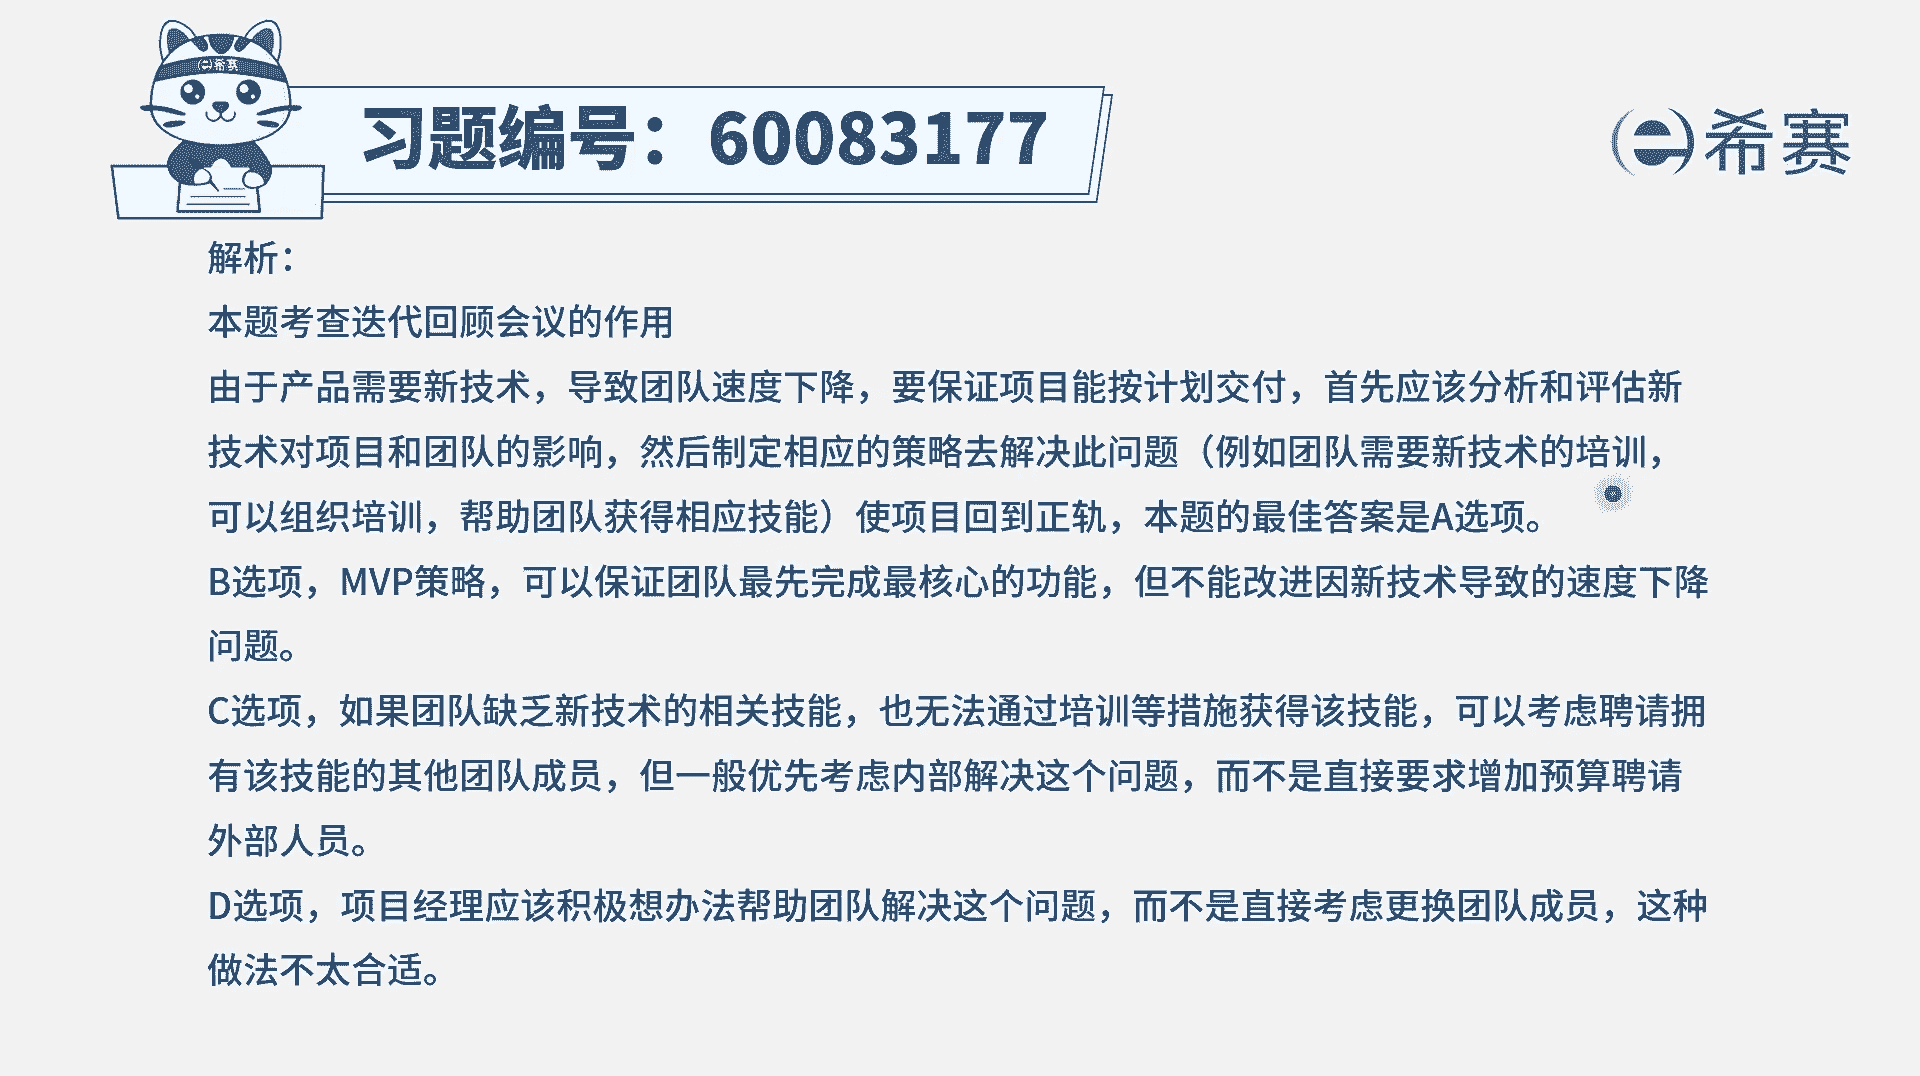 希赛
习题编号：60083177
希赛
解析：
本题考查迭代回顾会议的作用
由于产品需要新技术，导致团队速度下降，要保证项目能按计划交付，首先应该分析和评估新
技术对项目和团队的影响，然后制定相应的策略去解决此问题（例如团队需要新技术的培训，
可以组织培训，帮助团队获得相应技能）使项目回到正轨，本题的最佳答案是A选项。
B选项，MVP策略，可以保证团队最先完成最核心的功能，但不能改进因新技术导致的速度下降
问题。
C选项，如果团队缺乏新技术的相关技能，也无法通过培训等措施获得该技能，可以考虑聘请拥
有该技能的其他团队成员，但一般优先考虑内部解决这个问题，而不是直接要求增加预算聘请
外部人员。
D选项，项目经理应该积极想办法帮助团队解决这个问题，而不是直接考虑更换团队成员，这种
做法不太合适。